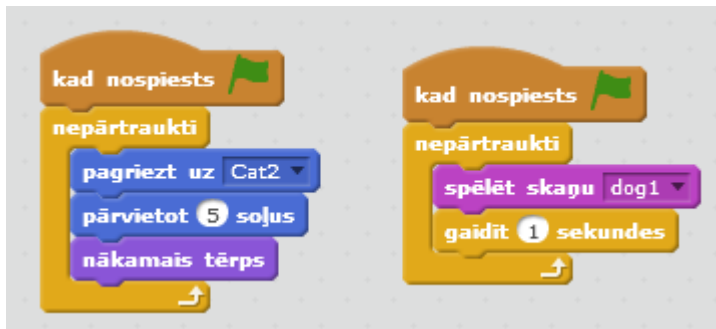 kad nospiests
nepārtraukti
pagriezt uz Cat2
pārvietot 5 soļus
nākamais tērps
kad nospiests
nepārtraukti
spēlēt skaņu dog1
gaidīt 1 sekundes